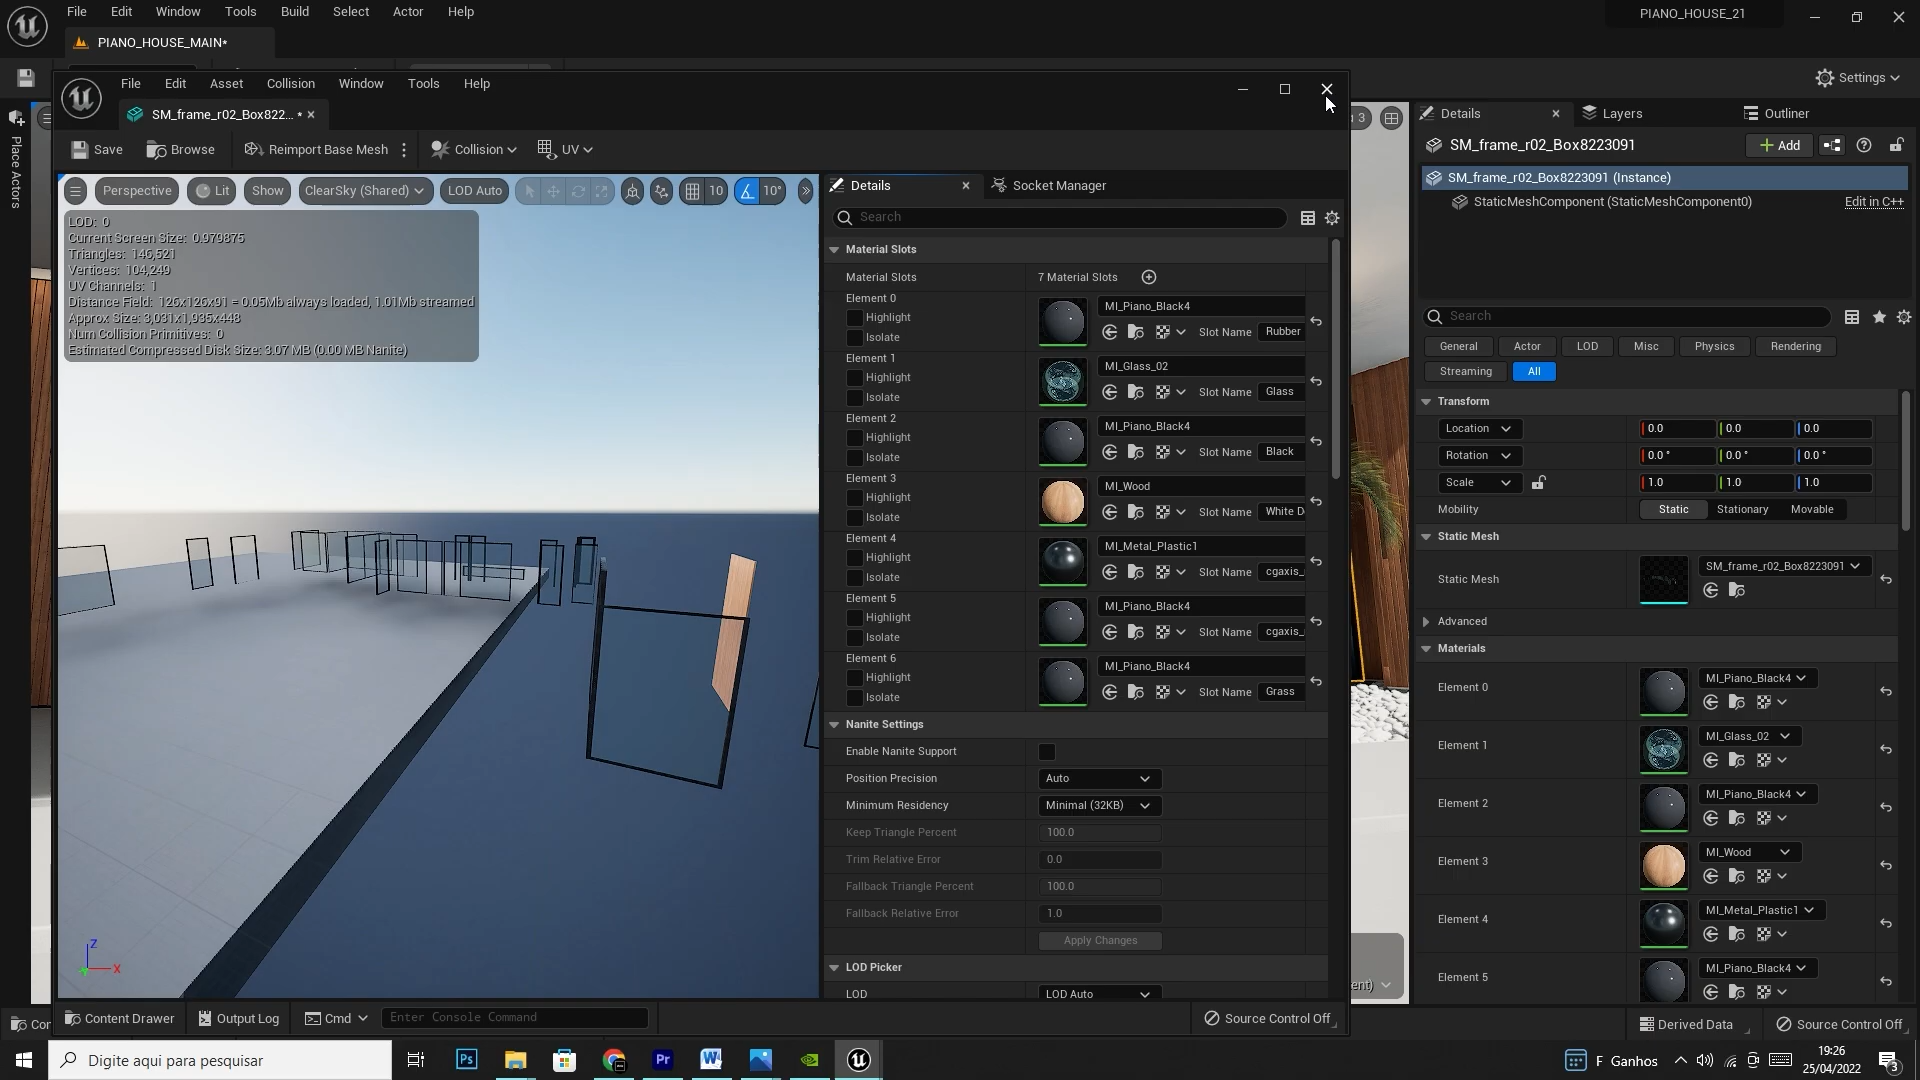 File Edit Window Tools Build Select Actor Help
PIANO_HOUSE_21
PIANO_HOUSE_MAIN*
Settings
File Edit Asset Collision Window Tools Help
SM_frame_r02_Box822... *
Save Browse Reimport Base Mesh Collision UV
Place Actors
Perspective Lit Show ClearSky (Shared) LOD Auto 10 10°
LOD: 0
Current Screen Size: 0.979875
Triangles: 146,521
Vertices: 104,249
UV Channels: 1
Distance Field: 126x126x91 = 0.05Mb always loaded, 1.01Mb streamed
Approx Size: 3,031x1,935x448
Num Collision Primitives: 0
Estimated Compressed Disk Size: 3.07 MB (0.00 MB Nanite)
Z
X
Details Socket Manager
Search
Material Slots
Material Slots 7 Material Slots
Element 0 MI_Piano_Black4
Highlight
Isolate
Slot Name Rubber
Element 1 MI_Glass_02
Highlight
Isolate
Slot Name Glass
Element 2 MI_Piano_Black4
Highlight
Isolate
Slot Name Black
Element 3 MI_Wood
Highlight
Isolate
Slot Name White D
Element 4 MI_Metal_Plastic1
Highlight
Isolate
Slot Name cgaxis_
Element 5 MI_Piano_Black4
Highlight
Isolate
Slot Name cgaxis_
Element 6 MI_Piano_Black4
Highlight
Isolate
Slot Name Grass
Nanite Settings
Enable Nanite Support
Position Precision Auto
Minimum Residency Minimal (32KB)
Keep Triangle Percent 100.0
Trim Relative Error 0.0
Fallback Triangle Percent 100.0
Fallback Relative Error 1.0
Apply Changes
LOD Picker
LOD LOD Auto
Content Drawer Output Log Cmd Enter Console Command Source Control Off
3
Details Layers Outliner
SM_frame_r02_Box8223091 Add
SM_frame_r02_Box8223091 (Instance)
StaticMeshComponent (StaticMeshComponent0) Edit in C++
Search
General Actor LOD Misc Physics Rendering
Streaming All
Transform
Location 0.0 0.0 0.0
Rotation 0.0 ° 0.0 ° 0.0 °
Scale 1.0 1.0 1.0
Mobility Static Stationary Movable
Static Mesh
Static Mesh SM_frame_r02_Box8223091
Advanced
Materials
Element 0 MI_Piano_Black4
Element 1 MI_Glass_02
Element 2 MI_Piano_Black4
Element 3 MI_Wood
Element 4 MI_Metal_Plastic1
Element 5 MI_Piano_Black4
ent)
Con
Derived Data Source Control Off
Digite aqui para pesquisar
Ps
Pr
W
F Ganhos
19:26
25/04/2022
3